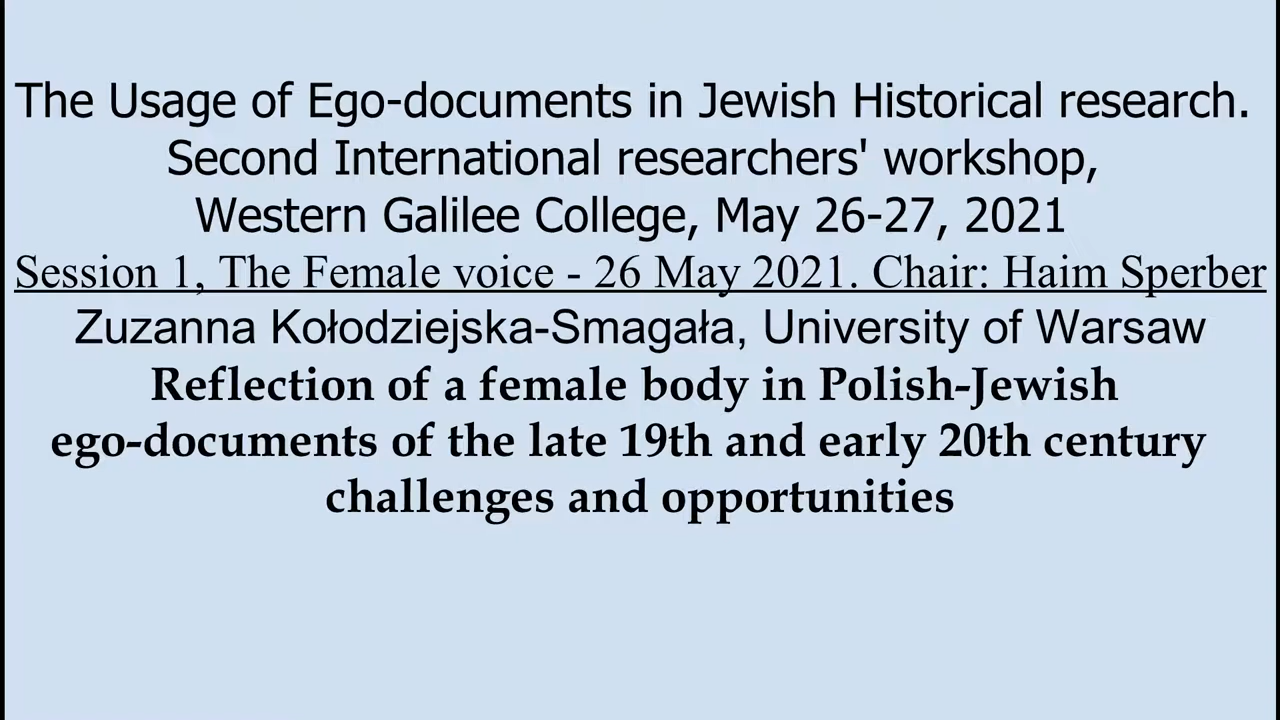 The Usage of Ego-documents in Jewish Historical research.
Second International researchers' workshop,
Western Galilee College, May 26-27, 2021
Session 1, The Female voice - 26 May 2021. Chair: Haim Sperber
Zuzanna Kołodziejska-Smagała, University of Warsaw
Reflection of a female body in Polish-Jewish
ego-documents of the late 19th and early 20th century
challenges and opportunities